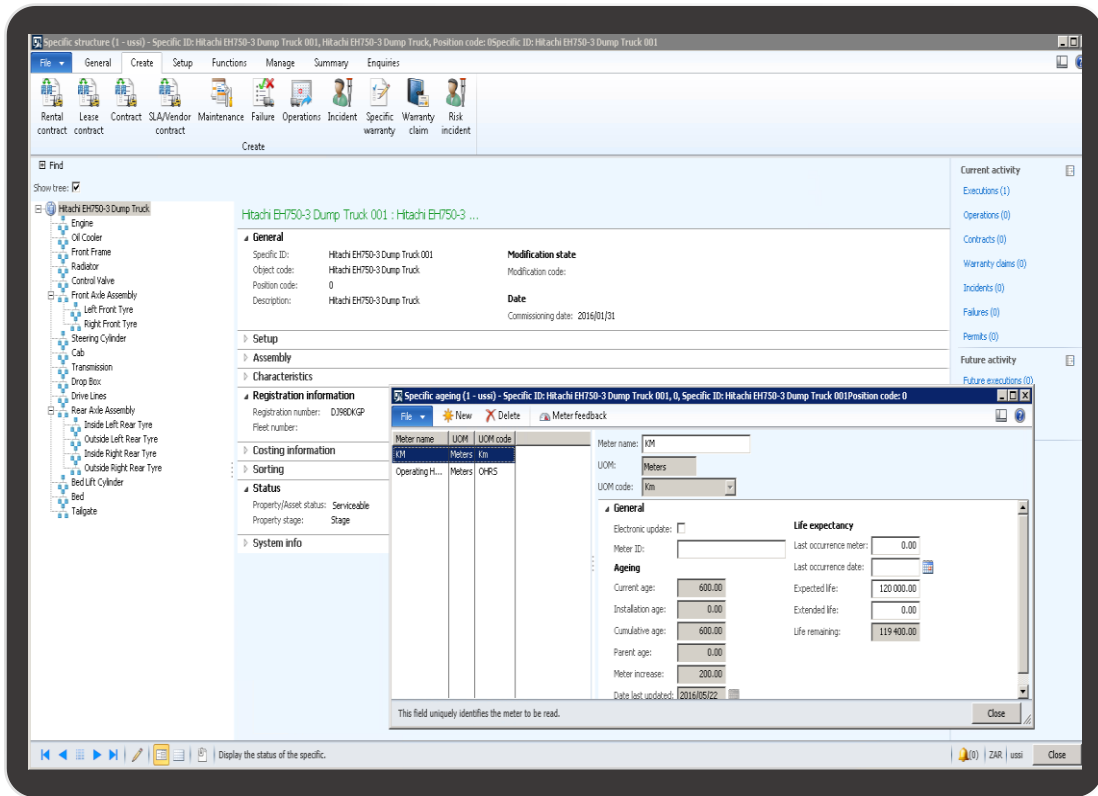 Specific structure (1 - ussi) - Specific ID: Hitachi EH750-3 Dump Truck 001, Hitachi EH750-3 Dump Truck, Position code: 0Specific ID: Hitachi EH750-3 Dump Truck 001
File General Create Setup Functions Manage Summary Enquiries
Rental contract Lease contract Contract SLA/Vendor contract Maintenance Failure Operations Incident Specific warranty Warranty claim Risk incident
Create
Find
Show tree:
Hitachi EH750-3 Dump Truck
Engine
Oil Cooler
Front Frame
Radiator
Control Valve
Front Axle Assembly
Left Front Tyre
Right Front Tyre
Steering Cylinder
Cab
Transmission
Drop Box
Drive Lines
Rear Axle Assembly
Inside Left Rear Tyre
Outside Left Rear Tyre
Inside Right Rear Tyre
Outside Right Rear Tyre
Bed Lift Cylinder
Bed
Tailgate
Hitachi EH750-3 Dump Truck 001 : Hitachi EH750-3 ...
General
Specific ID: Hitachi EH750-3 Dump Truck 001
Object code: Hitachi EH750-3 Dump Truck
Position code: 0
Description: Hitachi EH750-3 Dump Truck
Modification state
Modification code:
Date
Commissioning date: 2016/01/31
Setup
Assembly
Characteristics
Registration information
Registration number: DJ98DKGP
Fleet number:
Costing information
Sorting
Status
Property/Asset status: Serviceable
Property stage: Stage
System info
Current activity
Executions (1)
Operations (0)
Contracts (0)
Warranty claims (0)
Incidents (0)
Failures (0)
Permits (0)
Future activity
Future executions (0)
Specific ageing (1 - ussi) - Specific ID: Hitachi EH750-3 Dump Truck 001, 0, Specific ID: Hitachi EH750-3 Dump Truck 001Position code: 0
File New Delete Meter feedback
Meter name UOM UOM code
KM Meters Km
Operating H... Meters OHRS
Meter name: KM
UOM: Meters
UOM code: Km
General
Electronic update:
Meter ID:
Ageing
Current age: 600.00
Installation age: 0.00
Cumulative age: 600.00
Parent age: 0.00
Meter increase: 200.00
Date last updated: 2016/05/22
Life expectancy
Last occurrence meter: 0.00
Last occurrence date:
Expected life: 120 000.00
Extended life: 0.00
Life remaining: 119 400.00
This field uniquely identifies the meter to be read.
Close
Display the status of the specific.
(0) ZAR ussi Close